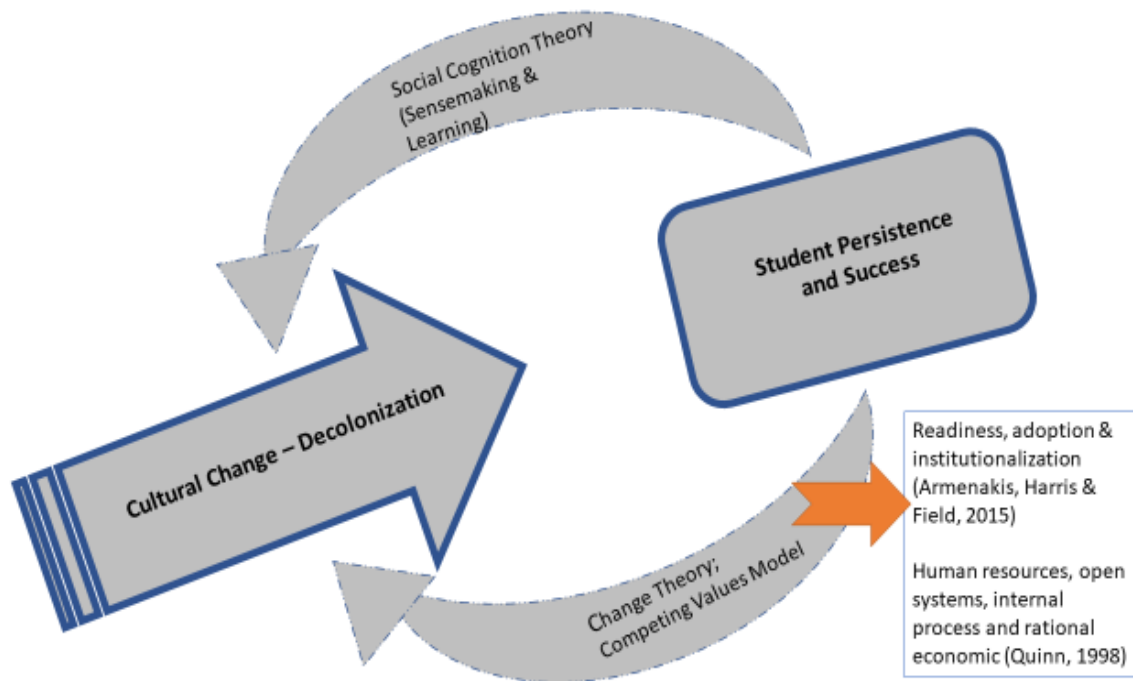 Social Cognition Theory
(Sensemaking &
Learning)
Student Persistence
and Success
Cultural Change – Decolonization
Readiness, adoption &
institutionalization
(Armenakis, Harris &
Field, 2015)
Human resources, open
systems, internal
process and rational
economic (Quinn, 1998)
Change Theory;
Competing Values Model